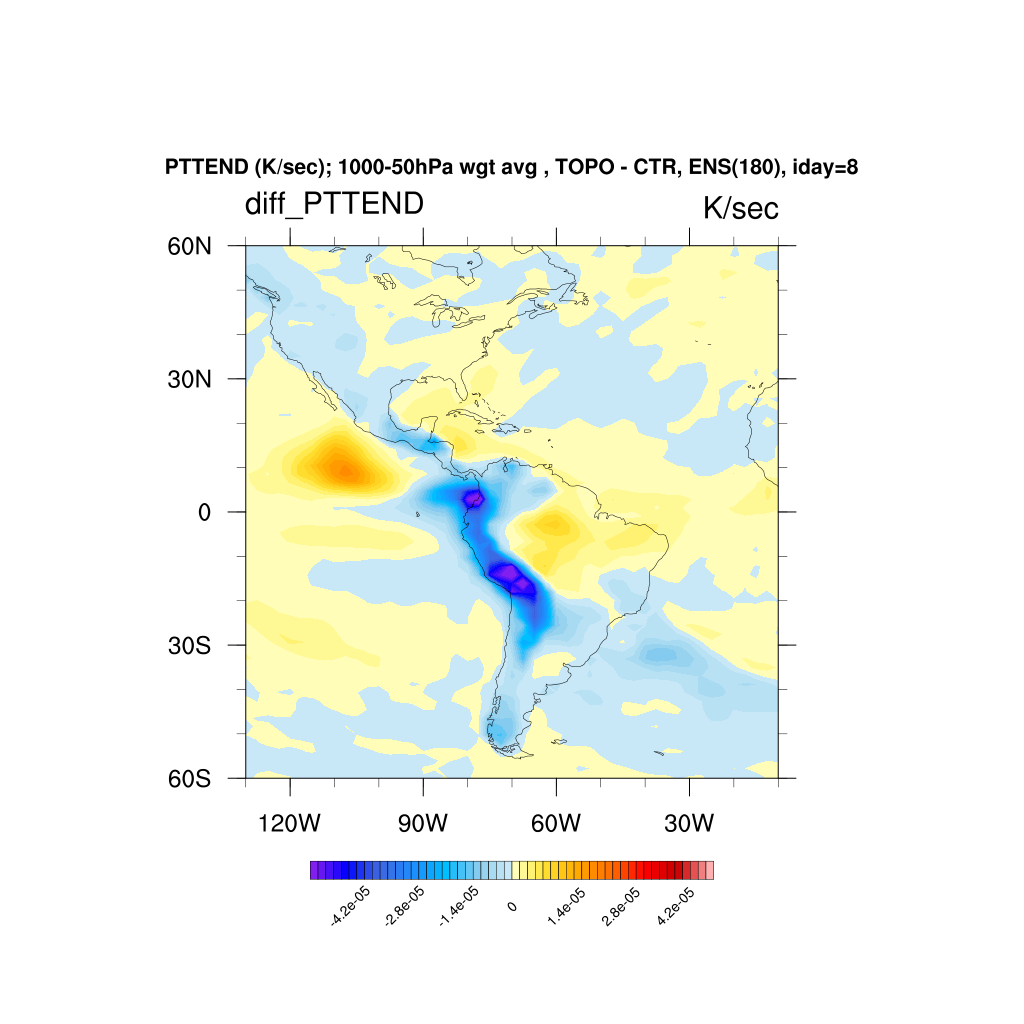 PTTEND (K/sec); 1000-50hPa wgt avg , TOPO - CTR, ENS(180), iday=8
diff_PTTEND K/sec
60N
30N
0
30S
60S
120W 90W 60W 30W
-4.2e-05 -2.8e-05 -1.4e-05 0 1.4e-05 2.8e-05 4.2e-05